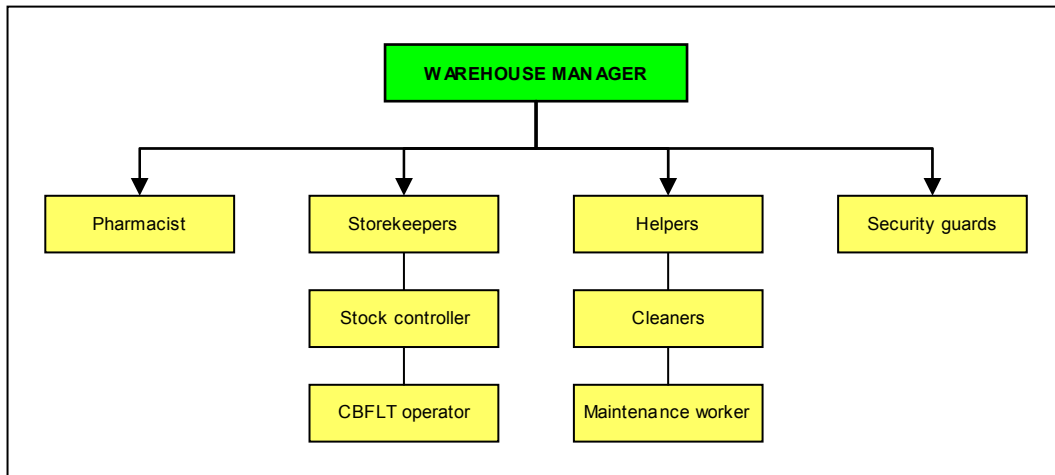 WAREHOUSE MANAGER
Pharmacist
Storekeepers
Helpers
Security guards
Stock controller
Cleaners
CBFLT operator
Maintenance worker